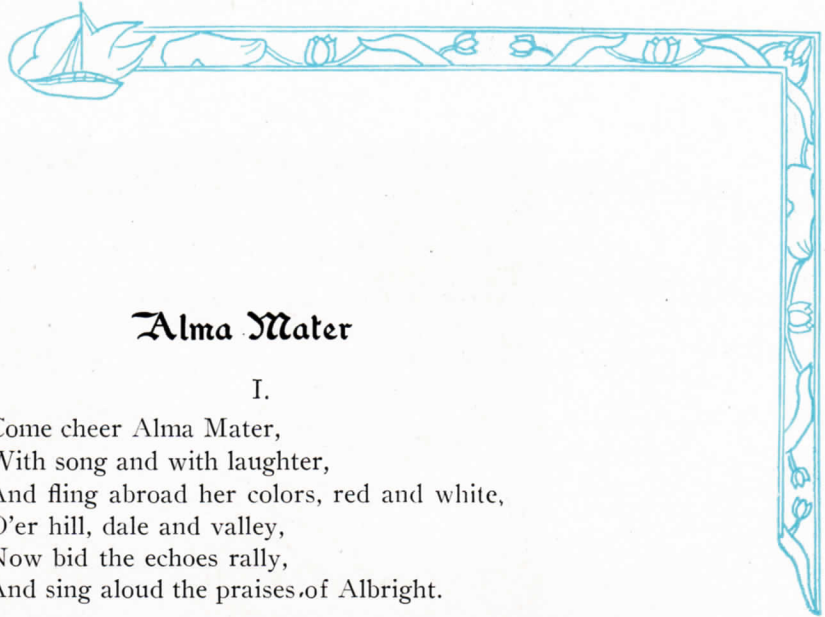 Alma Mater
I.
Come cheer Alma Mater,
With song and with laughter,
And fling abroad her colors, red and white,
O'er hill, dale and valley,
Now bid the echoes rally,
And sing aloud the praises of Albright.